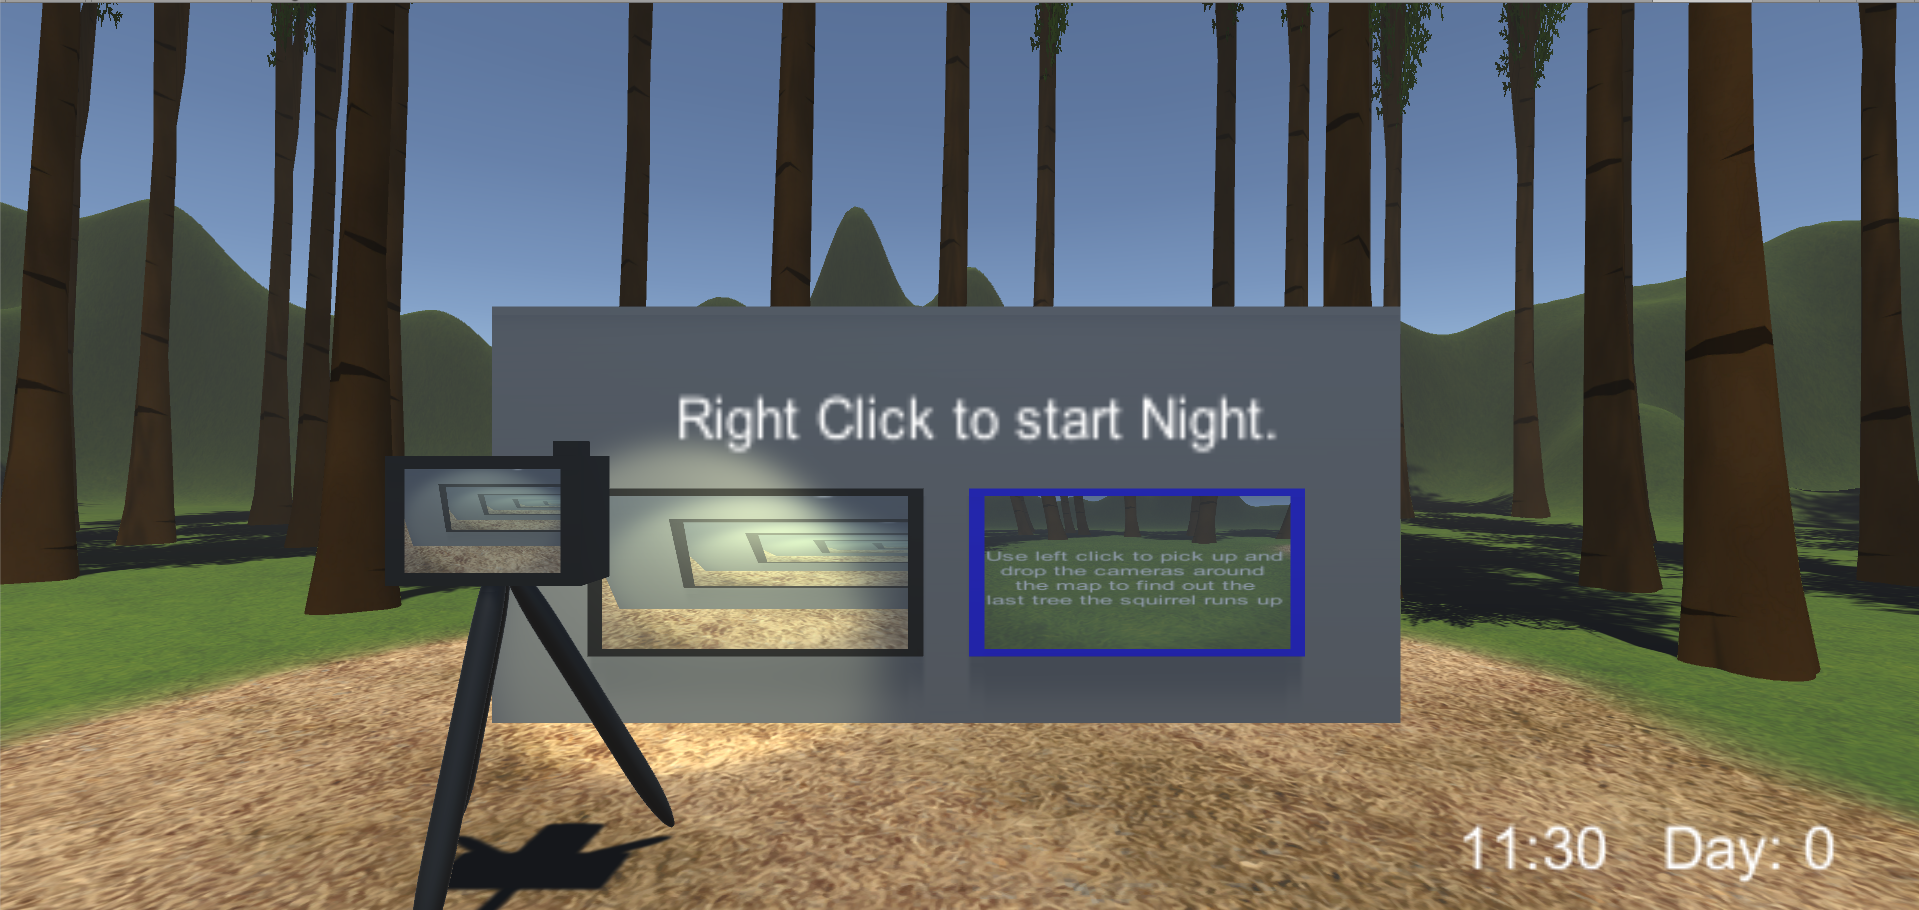 Right Click to start Night.
Use left click to pick up and
drop the cameras around
the map to find out the
last tree the squirrel runs up
11:30 Day: 0